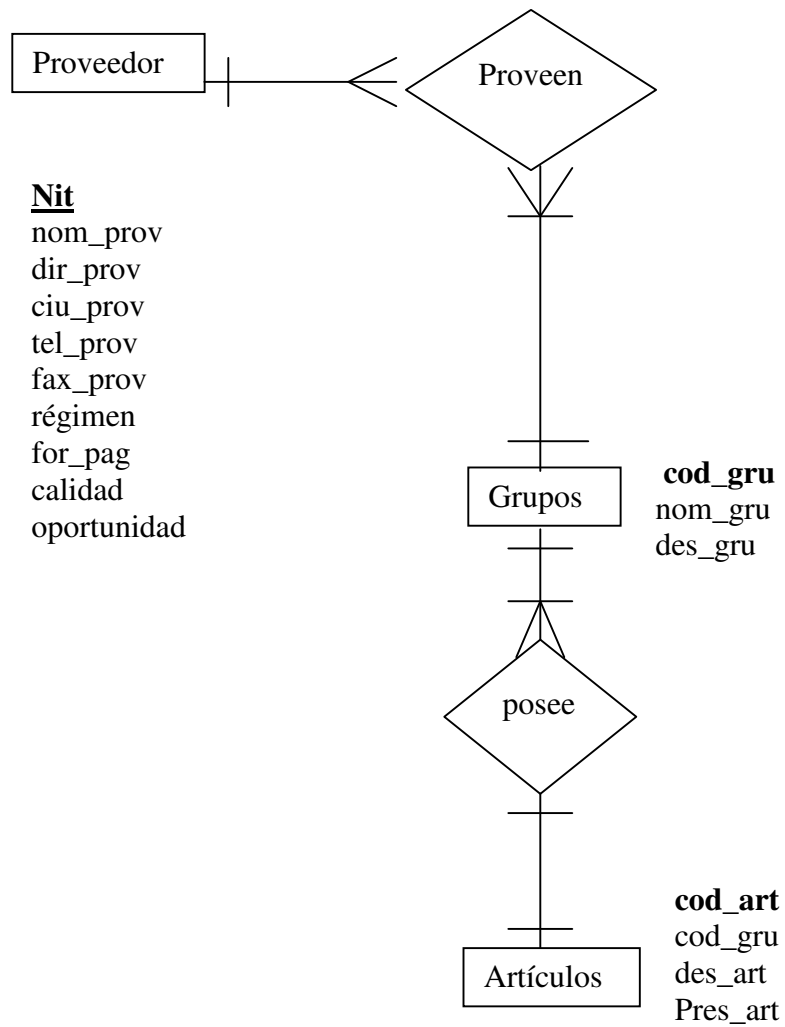 Proveedor
Proveen
Nit
nom_prov
dir_prov
ciu_prov
tel_prov
fax_prov
régimen
for_pag
calidad
oportunidad
Grupos
cod_gru
nom_gru
des_gru
posee
Artículos
cod_art
cod_gru
des_art
Pres_art